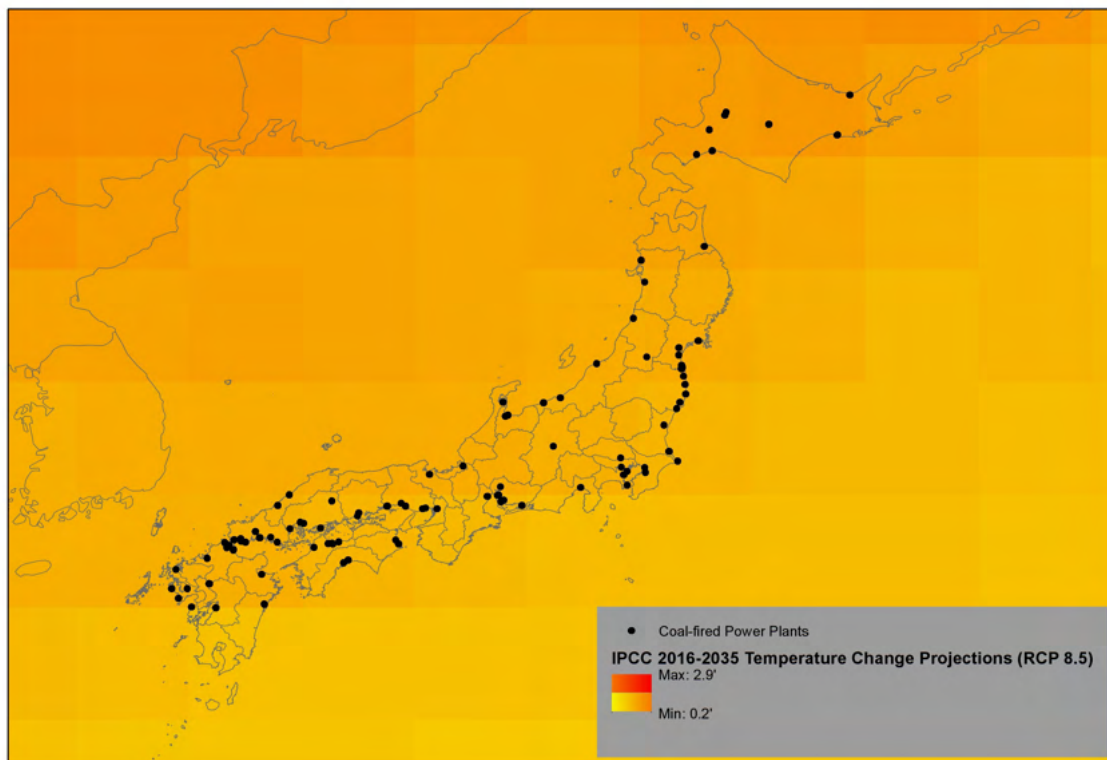 Coal-fired Power Plants
IPCC 2016-2035 Temperature Change Projections (RCP 8.5)
Max: 2.9'
Min: 0.2'